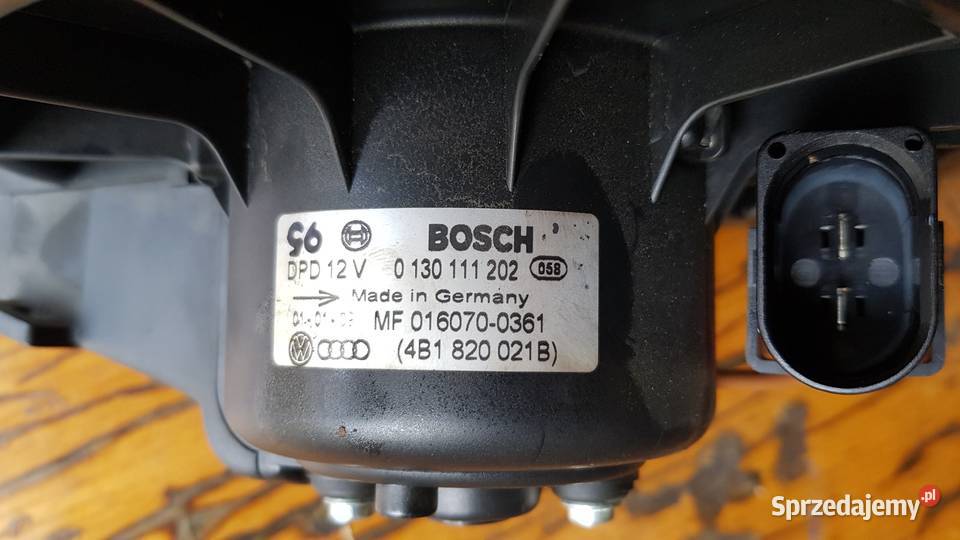 96 BOSCH
DPD 12 V 0 130 111 202 058
Made in Germany
MF 016070-0361
(4B1 820 021B)
Sprzedajemy.pl